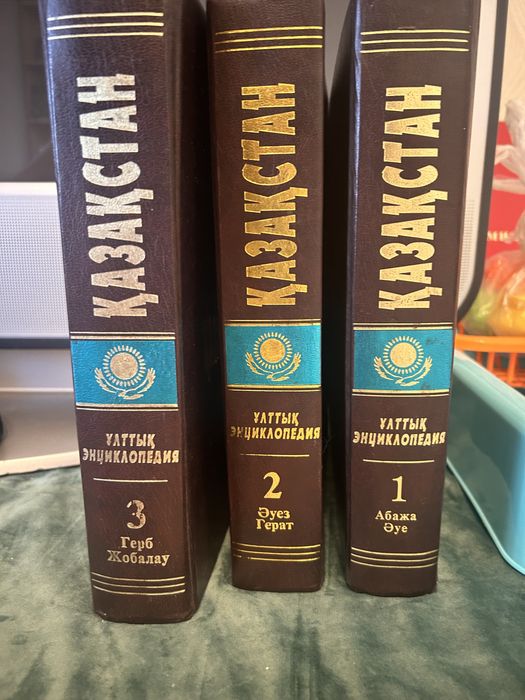 ҚАЗАҚСТАН
ҰЛТТЫҚ
ЭНЦИКЛОПЕДИЯ
3
Герб
Жобалау
ҚАЗАҚСТАН
ҰЛТТЫҚ
ЭНЦИКЛОПЕДИЯ
2
Әуез
Герат
ҚАЗАҚСТАН
ҰЛТТЫҚ
ЭНЦИКЛОПЕДИЯ
1
Абажа
Әуе